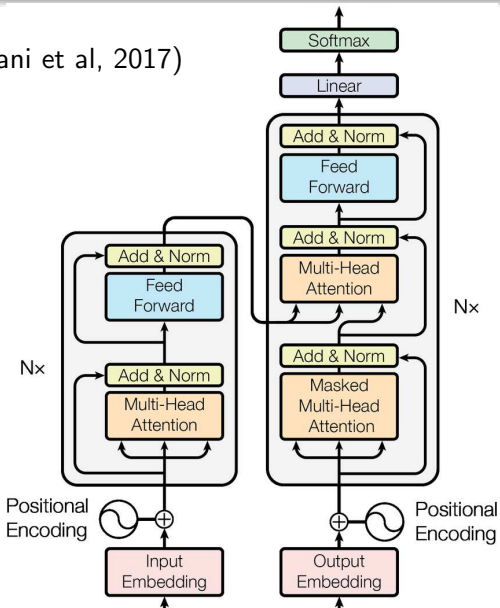 ani et al, 2017)
Softmax
Linear
Add & Norm
Feed
Forward
Add & Norm
Multi-Head
Attention
Add & Norm
Masked
Multi-Head
Attention
Nx
Add & Norm
Feed
Forward
Add & Norm
Multi-Head
Attention
Nx
Positional
Encoding
Positional
Encoding
Input
Embedding
Output
Embedding